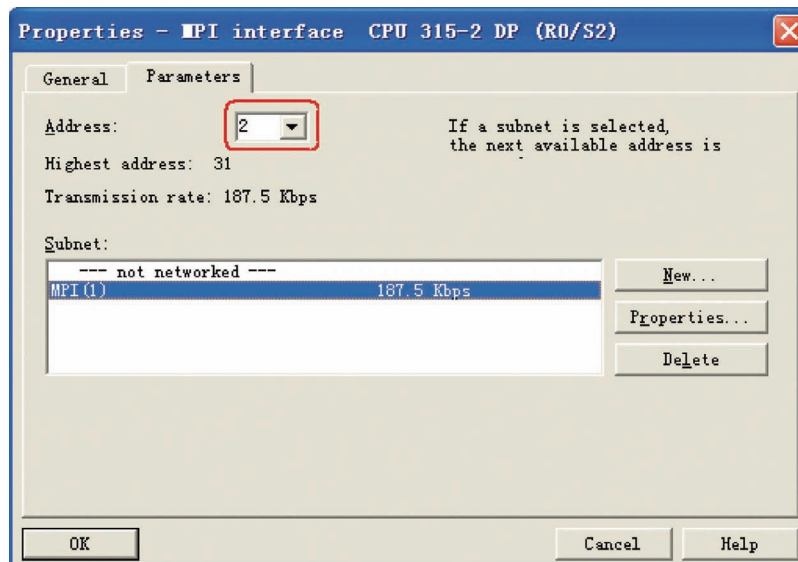 Properties - MPI interface CPU 315-2 DP (R0/S2)
General Parameters
Address: 2
If a subnet is selected,
the next available address is
Highest address: 31
Transmission rate: 187.5 Kbps
Subnet:
--- not networked ---
MPI(1) 187.5 Kbps
New...
Properties...
Delete
OK Cancel Help